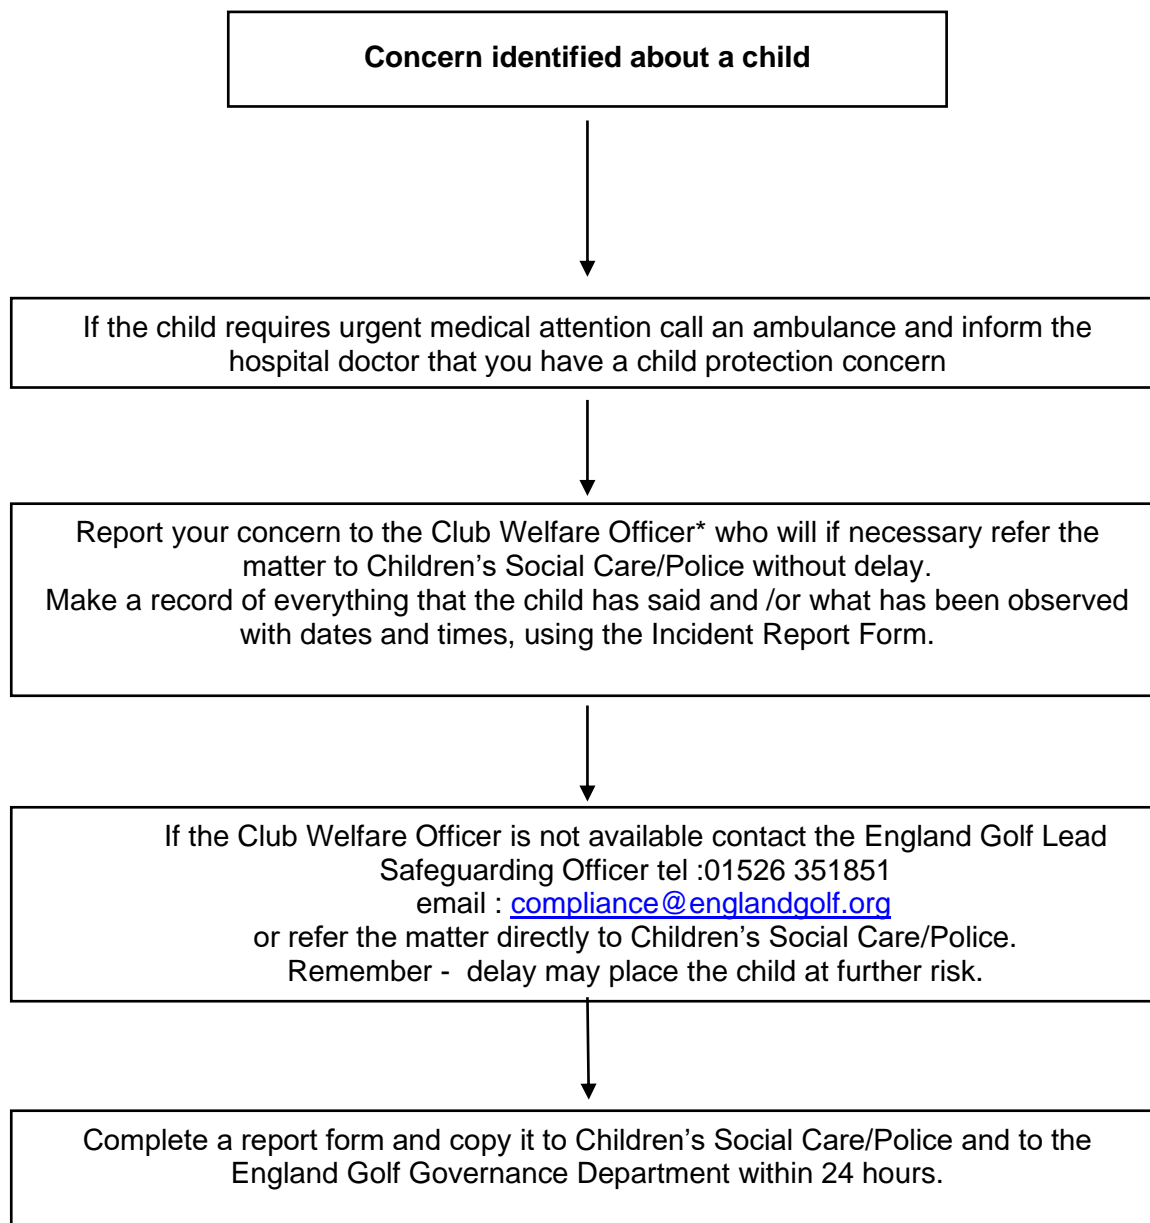 Concern identified about a child
If the child requires urgent medical attention call an ambulance and inform the
hospital doctor that you have a child protection concern
Report your concern to the Club Welfare Officer* who will if necessary refer the
matter to Children’s Social Care/Police without delay.
Make a record of everything that the child has said and /or what has been observed
with dates and times, using the Incident Report Form.
If the Club Welfare Officer is not available contact the England Golf Lead
Safeguarding Officer tel :01526 351851
email : compliance@englandgolf.org
or refer the matter directly to Children’s Social Care/Police.
Remember -  delay may place the child at further risk.
Complete a report form and copy it to Children’s Social Care/Police and to the
England Golf Governance Department within 24 hours.